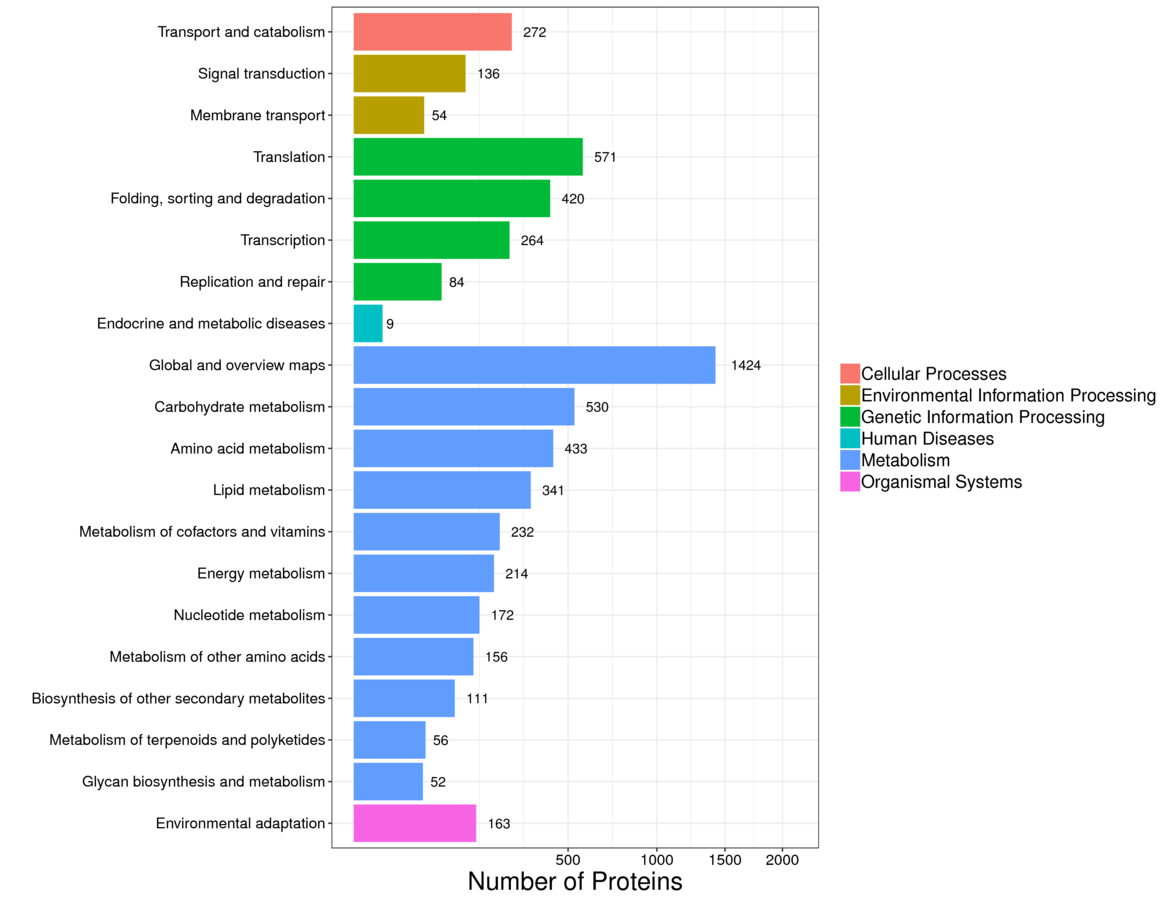 Transport and catabolism 272
Signal transduction 136
Membrane transport 54
Translation 571
Folding, sorting and degradation 420
Transcription 264
Replication and repair 84
Endocrine and metabolic diseases 9
Global and overview maps 1424
Carbohydrate metabolism 530
Amino acid metabolism 433
Lipid metabolism 341
Metabolism of cofactors and vitamins 232
Energy metabolism 214
Nucleotide metabolism 172
Metabolism of other amino acids 156
Biosynthesis of other secondary metabolites 111
Metabolism of terpenoids and polyketides 56
Glycan biosynthesis and metabolism 52
Environmental adaptation 163
500 1000 1500 2000
Number of Proteins
Cellular Processes
Environmental Information Processing
Genetic Information Processing
Human Diseases
Metabolism
Organismal Systems